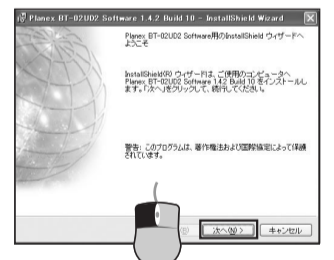 Planex BT-02UD2 Software 1.4.2 Build 10 - InstallShield Wizard
Planex BT-02UD2 Software用のInstallShield ウィザードへ
ようこそ
InstallShield(R) ウィザードは、ご使用のコンピュータへ
Planex BT-02UD2 Software 1.4.2 Build 10 をインストールし
ます。「次へ」をクリックして、続行してください。
警告: このプログラムは、著作権法および国際協定によって保護
されています。
次へ(N) >
キャンセル